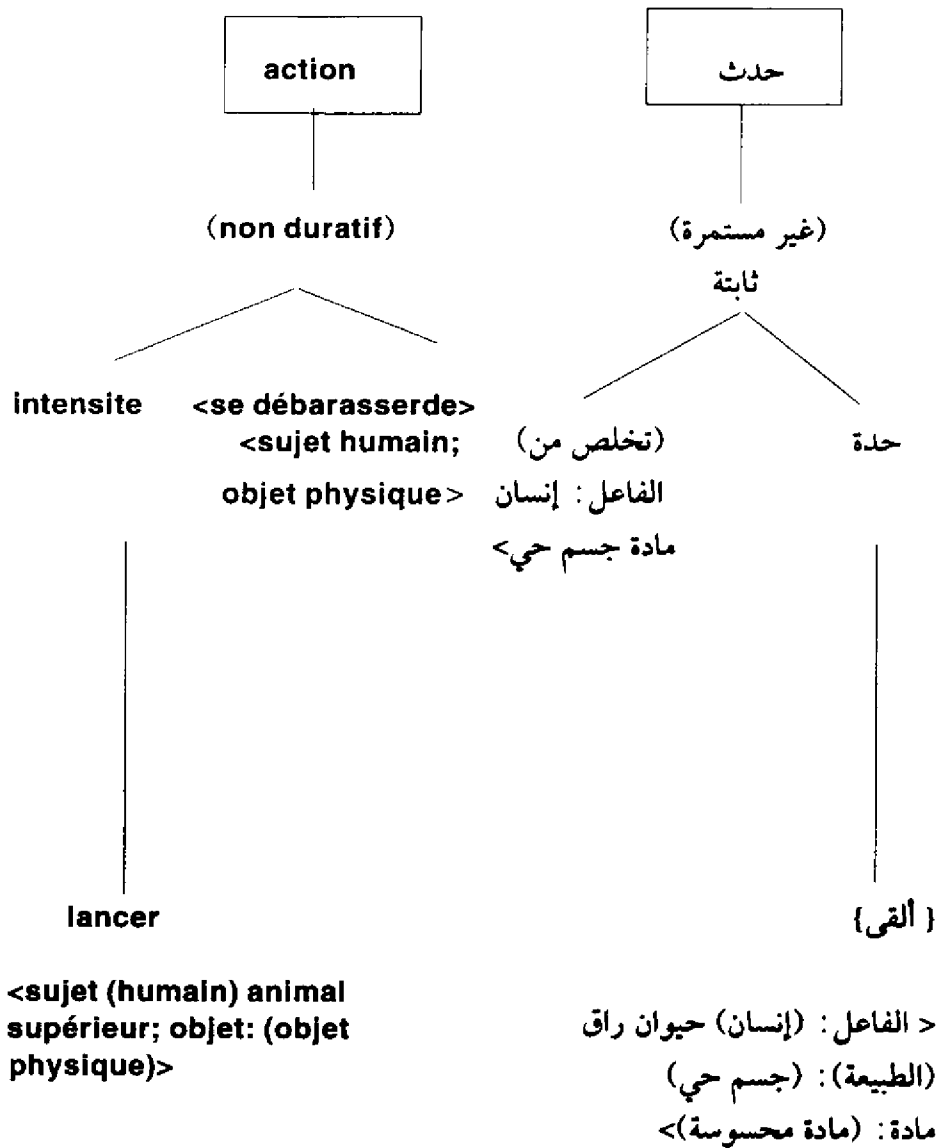 action
حدث
(non duratif)
(غير مستمرة)
ثابتة
intensite
<se débarasserde>
<sujet humain;
objet physique>
(تخلص من)
الفاعل: إنسان
مادة جسم حي>
حدة
lancer
{ألقى}
<sujet (humain) animal
supérieur; objet: (objet
physique)>
< الفاعل: (إنسان) حيوان راق
(الطبيعة): (جسم حي)
مادة: (مادة محسوسة)>